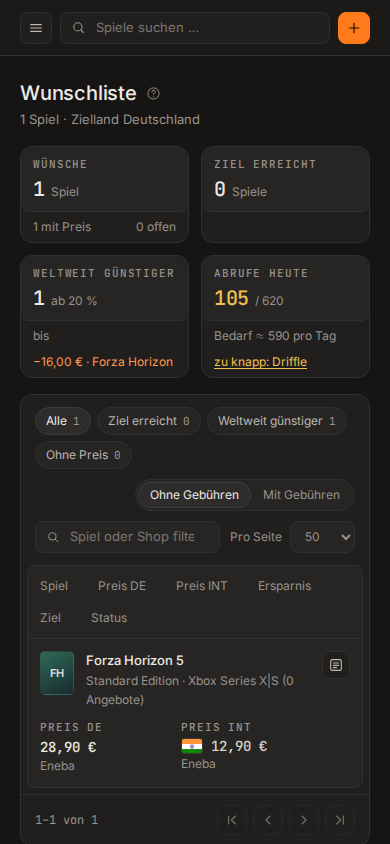 Spiele suchen ...
Wunschliste
1 Spiel · Zielland Deutschland
WÜNSCHE
1 Spiel
1 mit Preis 0 offen
ZIEL ERREICHT
0 Spiele
WELTWEIT GÜNSTIGER
1 ab 20 %
bis
−16,00 € · Forza Horizon
ABRUFE HEUTE
105 / 620
Bedarf ≈ 590 pro Tag
zu knapp: Driffle
Alle 1 Ziel erreicht 0 Weltweit günstiger 1
Ohne Preis 0
Ohne Gebühren Mit Gebühren
Spiel oder Shop filte Pro Seite 50
Spiel Preis DE Preis INT Ersparnis
Ziel Status
FH
Forza Horizon 5
Standard Edition · Xbox Series X|S (0
Angebote)
PREIS DE
28,90 €
Eneba
PREIS INT
12,90 €
Eneba
1–1 von 1